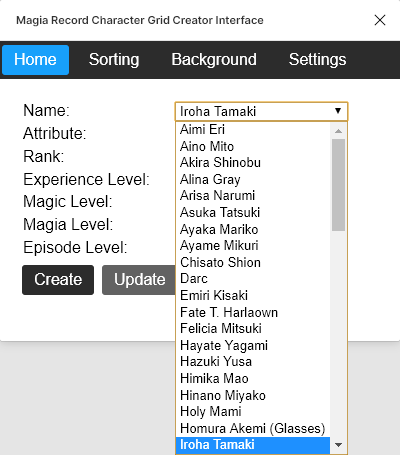 Magia Record Character Grid Creator Interface
Home Sorting Background Settings
Name: Iroha Tamaki
Attribute:
Rank:
Experience Level:
Magic Level:
Magia Level:
Episode Level:
Create Update
Aimi Eri
Aino Mito
Akira Shinobu
Alina Gray
Arisa Narumi
Asuka Tatsuki
Ayaka Mariko
Ayame Mikuri
Chisato Shion
Darc
Emiri Kisaki
Fate T. Harlaown
Felicia Mitsuki
Hayate Yagami
Hazuki Yusa
Himika Mao
Hinano Miyako
Holy Mami
Homura Akemi (Glasses)
Iroha Tamaki